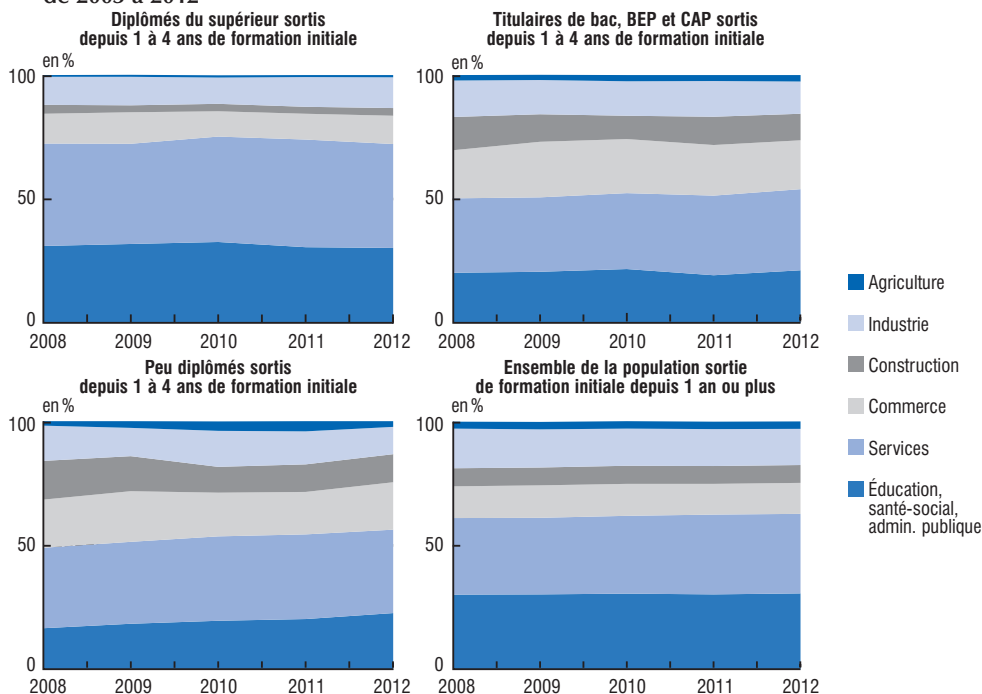 de 2003 à 2012
Diplômés du supérieur sortis
depuis 1 à 4 ans de formation initiale
en %
100
50
0
2008 2009 2010 2011 2012
Titulaires de bac, BEP et CAP sortis
depuis 1 à 4 ans de formation initiale
en %
100
50
0
2008 2009 2010 2011 2012
Peu diplômés sortis
depuis 1 à 4 ans de formation initiale
en %
100
50
0
2008 2009 2010 2011 2012
Ensemble de la population sortie
de formation initiale depuis 1 an ou plus
en %
100
50
0
2008 2009 2010 2011 2012
Agriculture
Industrie
Construction
Commerce
Services
Éducation,
santé-social,
admin. publique